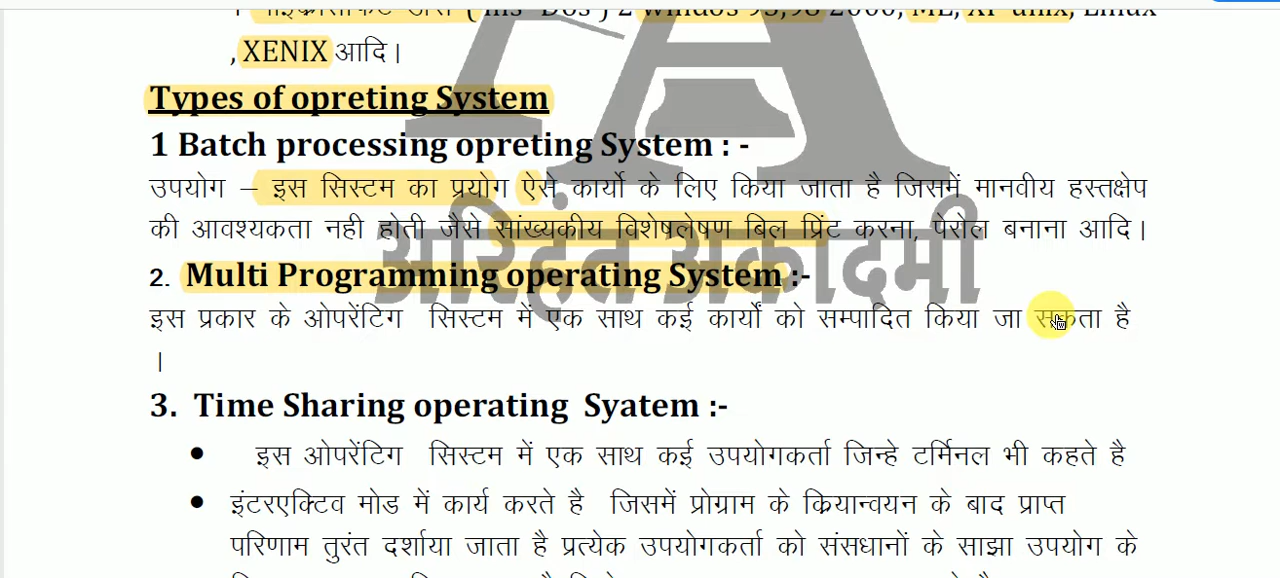 , XENIX आदि |
Types of opreting System
1 Batch processing opreting System : -
उपयोग – इस सिस्टम का प्रयोग ऐसे कार्यो के लिए किया जाता है जिसमें मानवीय हस्तक्षेप
की आवश्यकता नही होती जैसे सांख्यकीय विशेषलेषण बिल प्रिंट करना, पेरोल बनाना आदि |
2. Multi Programming operating System :-
इस प्रकार के ओपरेंटिग सिस्टम में एक साथ कई कार्यों को सम्पादित किया जा सकता है
|
3. Time Sharing operating Syatem :-
• इस ओपरेंटिग सिस्टम में एक साथ कई उपयोगकर्ता जिन्हे टर्मिनल भी कहते है
• इंटरएक्टिव मोड में कार्य करते है जिसमें प्रोग्राम के क्रियान्वयन के बाद प्राप्त
परिणाम तुरंत दर्शाया जाता है प्रत्येक उपयोगकर्ता को संसधानों के साझा उपयोग के
अरिहंत अकादमी